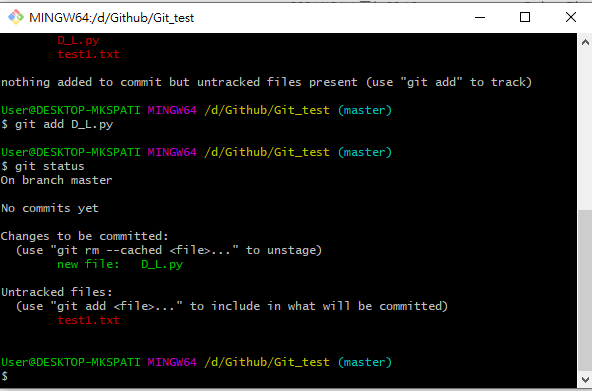 MINGW64:/d/Github/Git_test
D_L.py
test1.txt
nothing added to commit but untracked files present (use "git add" to track)
User@DESKTOP-MKSPATI MINGW64 /d/Github/Git_test (master)
$ git add D_L.py
User@DESKTOP-MKSPATI MINGW64 /d/Github/Git_test (master)
$ git status
On branch master
No commits yet
Changes to be committed:
(use "git rm --cached <file>..." to unstage)
new file:   D_L.py
Untracked files:
(use "git add <file>..." to include in what will be committed)
test1.txt
User@DESKTOP-MKSPATI MINGW64 /d/Github/Git_test (master)
$